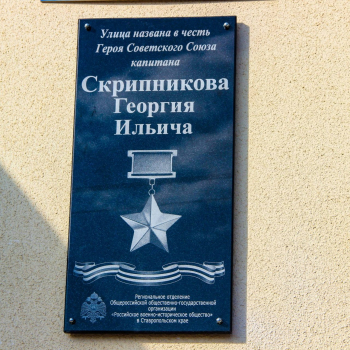 Улица названа в честь
Героя Советского Союза
капитана
Скрипникова
Георгия
Ильича
Региональное отделение
Общероссийской общественно-государственной
организации
«Российское военно-историческое общество»
в Ставропольском крае